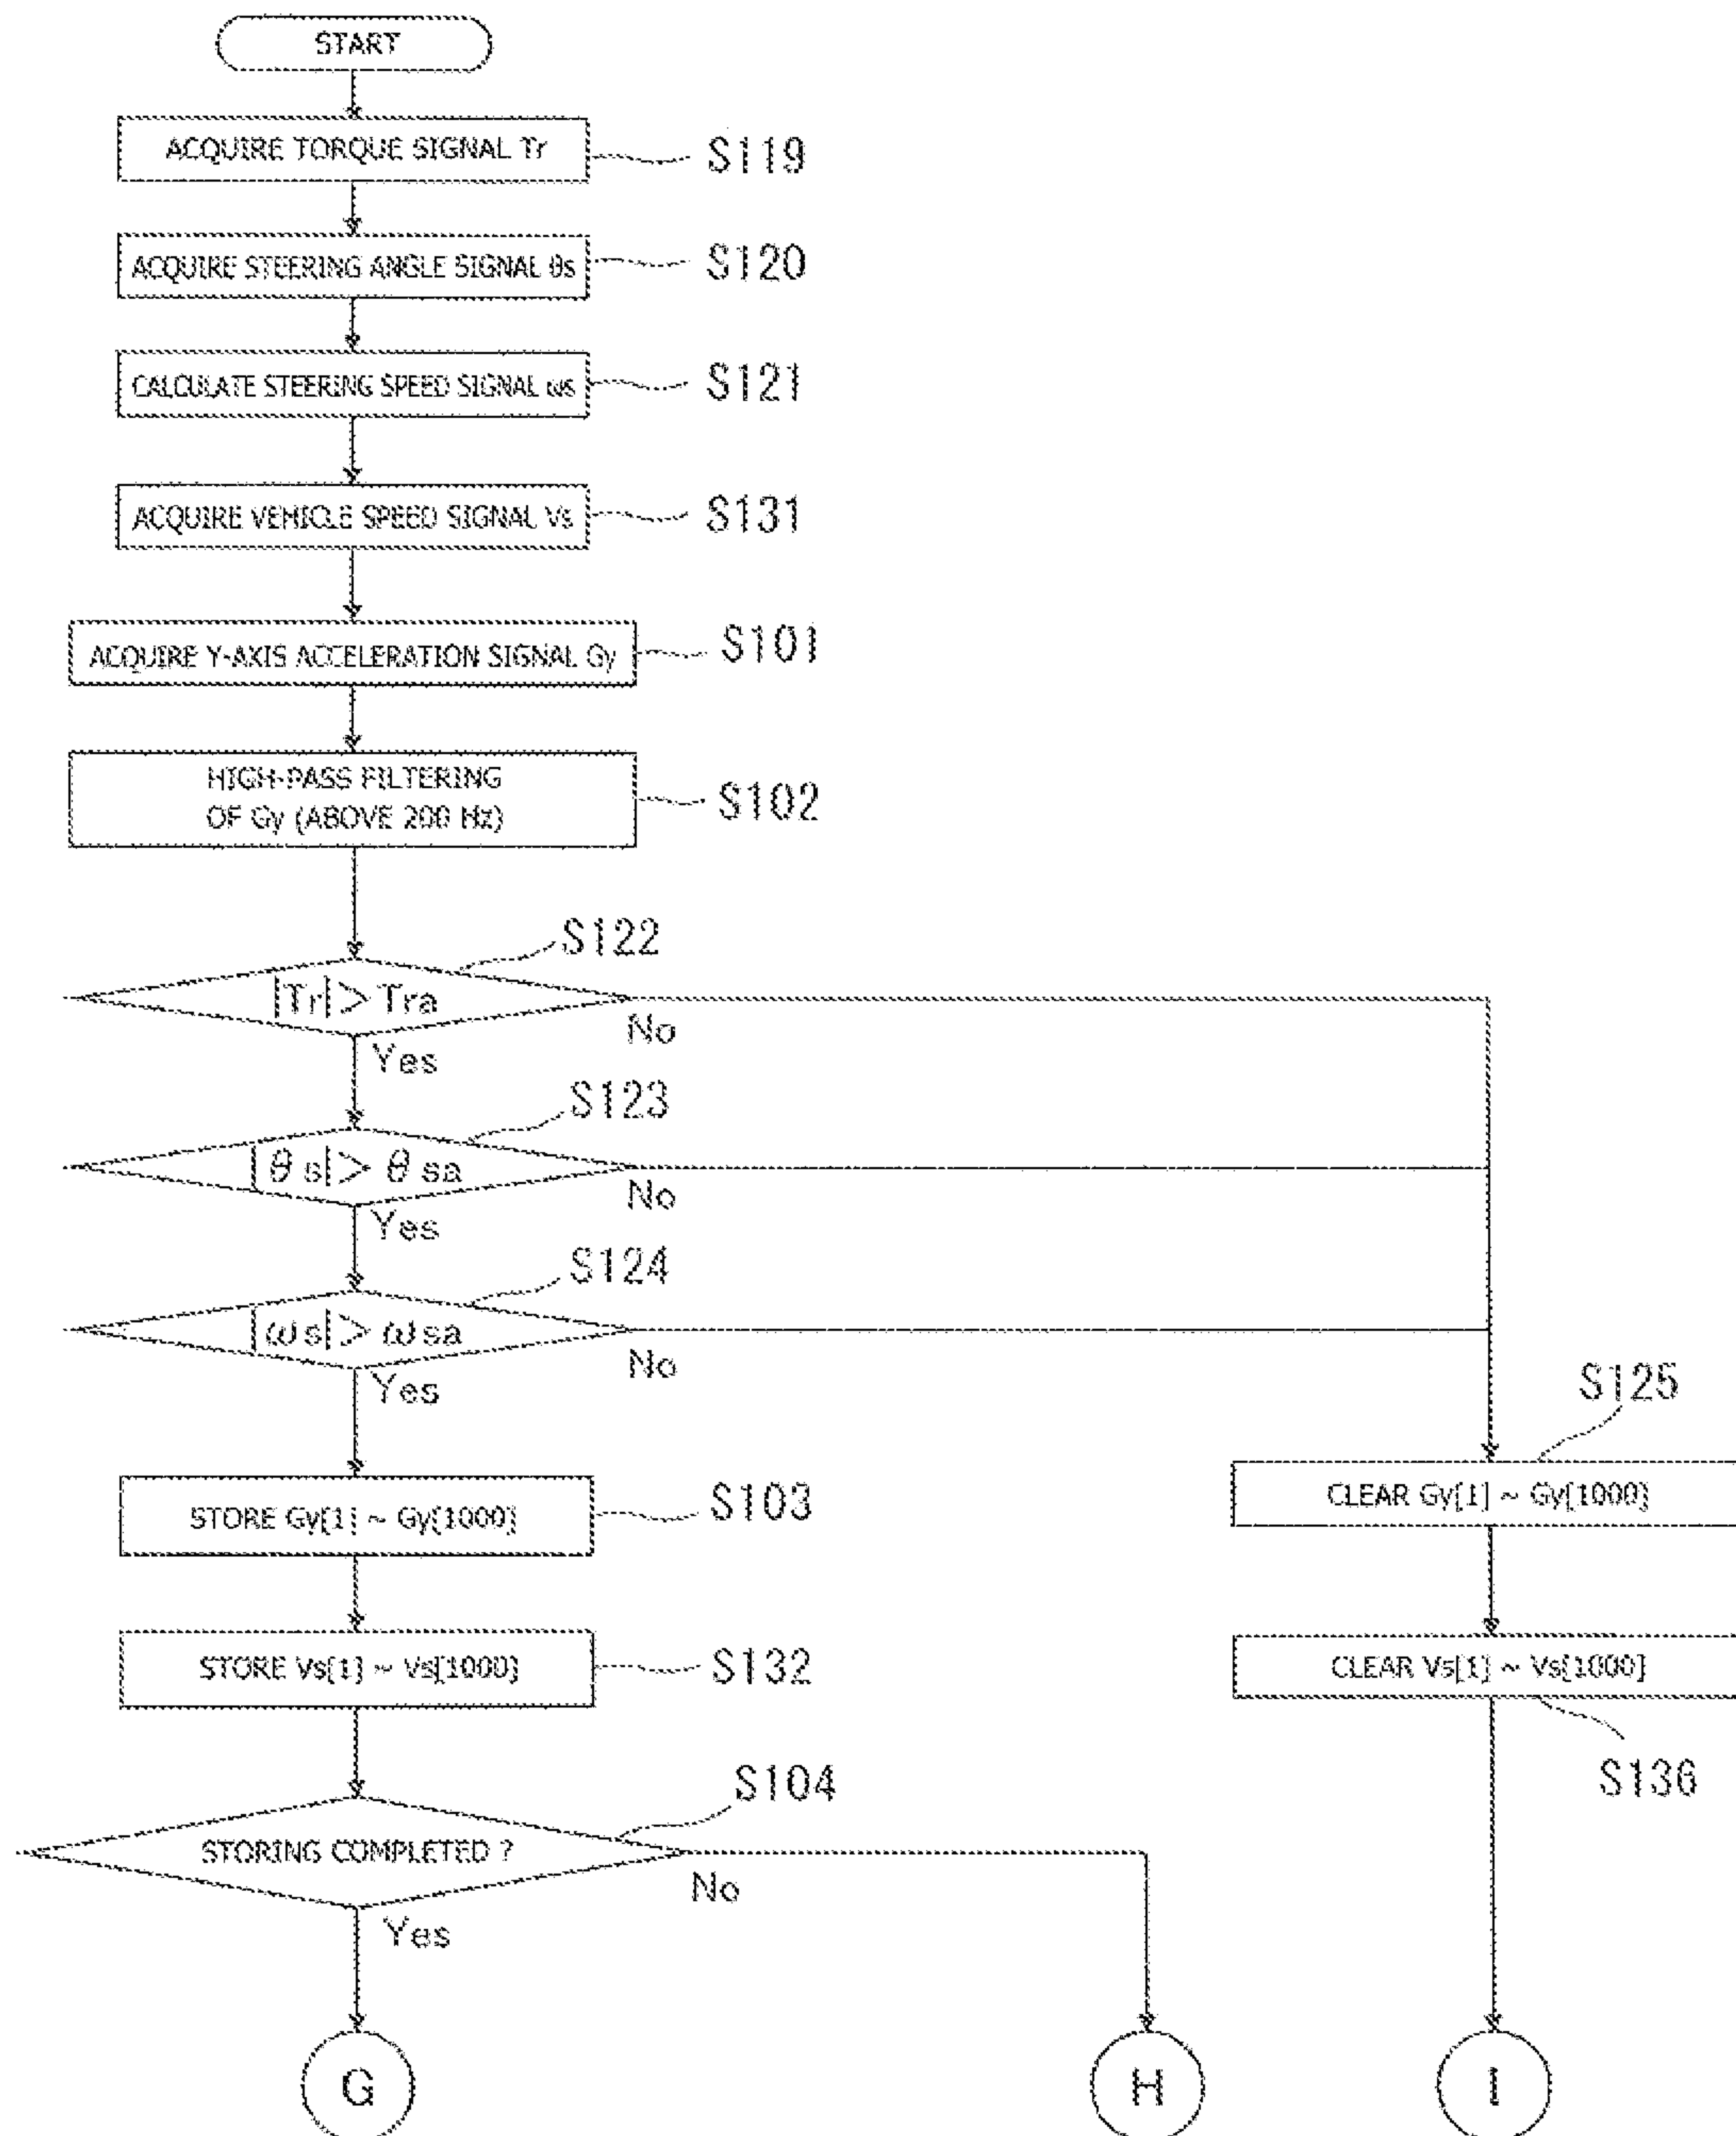 START
ACQUIRE TORQUE SIGNAL Tr
S119
ACQUIRE STEERING ANGLE SIGNAL θs
S120
CALCULATE STEERING SPEED SIGNAL ωs
S121
ACQUIRE VEHICLE SPEED SIGNAL Vs
S131
ACQUIRE Y-AXIS ACCELERATION SIGNAL Gy
S101
HIGH-PASS FILTERING
OF Gy (ABOVE 200 Hz)
S102
S122
|Tr|>Tra
No
Yes
S123
|θs|>θsa
No
Yes
S124
|ωs|>ωsa
No
Yes
S125
STORE Gy[1] ~ Gy[1000]
S103
CLEAR Gy[1] ~ Gy[1000]
STORE Vs[1] ~ Vs[1000]
S132
CLEAR Vs[1] ~ Vs[1000]
S136
S104
STORING COMPLETED ?
No
Yes
G
H
I